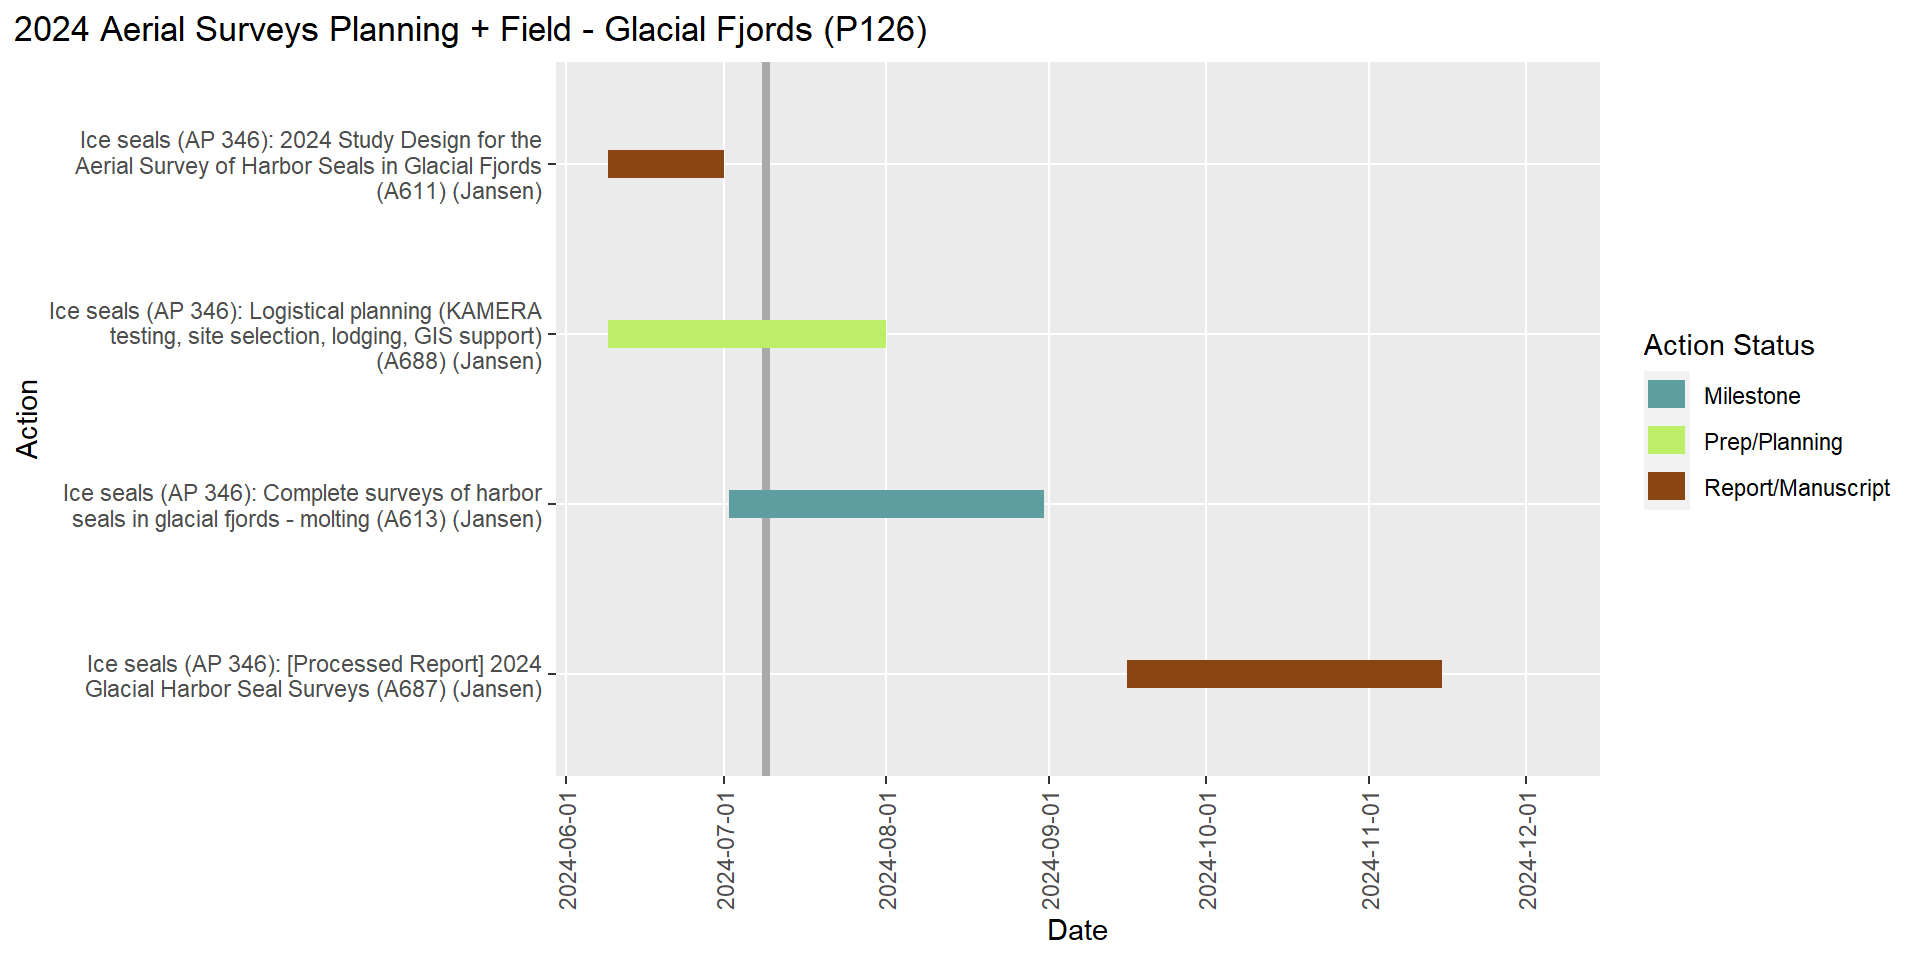 2024 Aerial Surveys Planning + Field - Glacial Fjords (P126)
Ice seals (AP 346): 2024 Study Design for the
Aerial Survey of Harbor Seals in Glacial Fjords
(A611) (Jansen)
Ice seals (AP 346): Logistical planning (KAMERA
testing, site selection, lodging, GIS support)
(A688) (Jansen)
Ice seals (AP 346): Complete surveys of harbor
seals in glacial fjords - molting (A613) (Jansen)
Ice seals (AP 346): [Processed Report] 2024
Glacial Harbor Seal Surveys (A687) (Jansen)
Action
2024-06-01
2024-07-01
2024-08-01
2024-09-01
2024-10-01
2024-11-01
2024-12-01
Date
Action Status
Milestone
Prep/Planning
Report/Manuscript